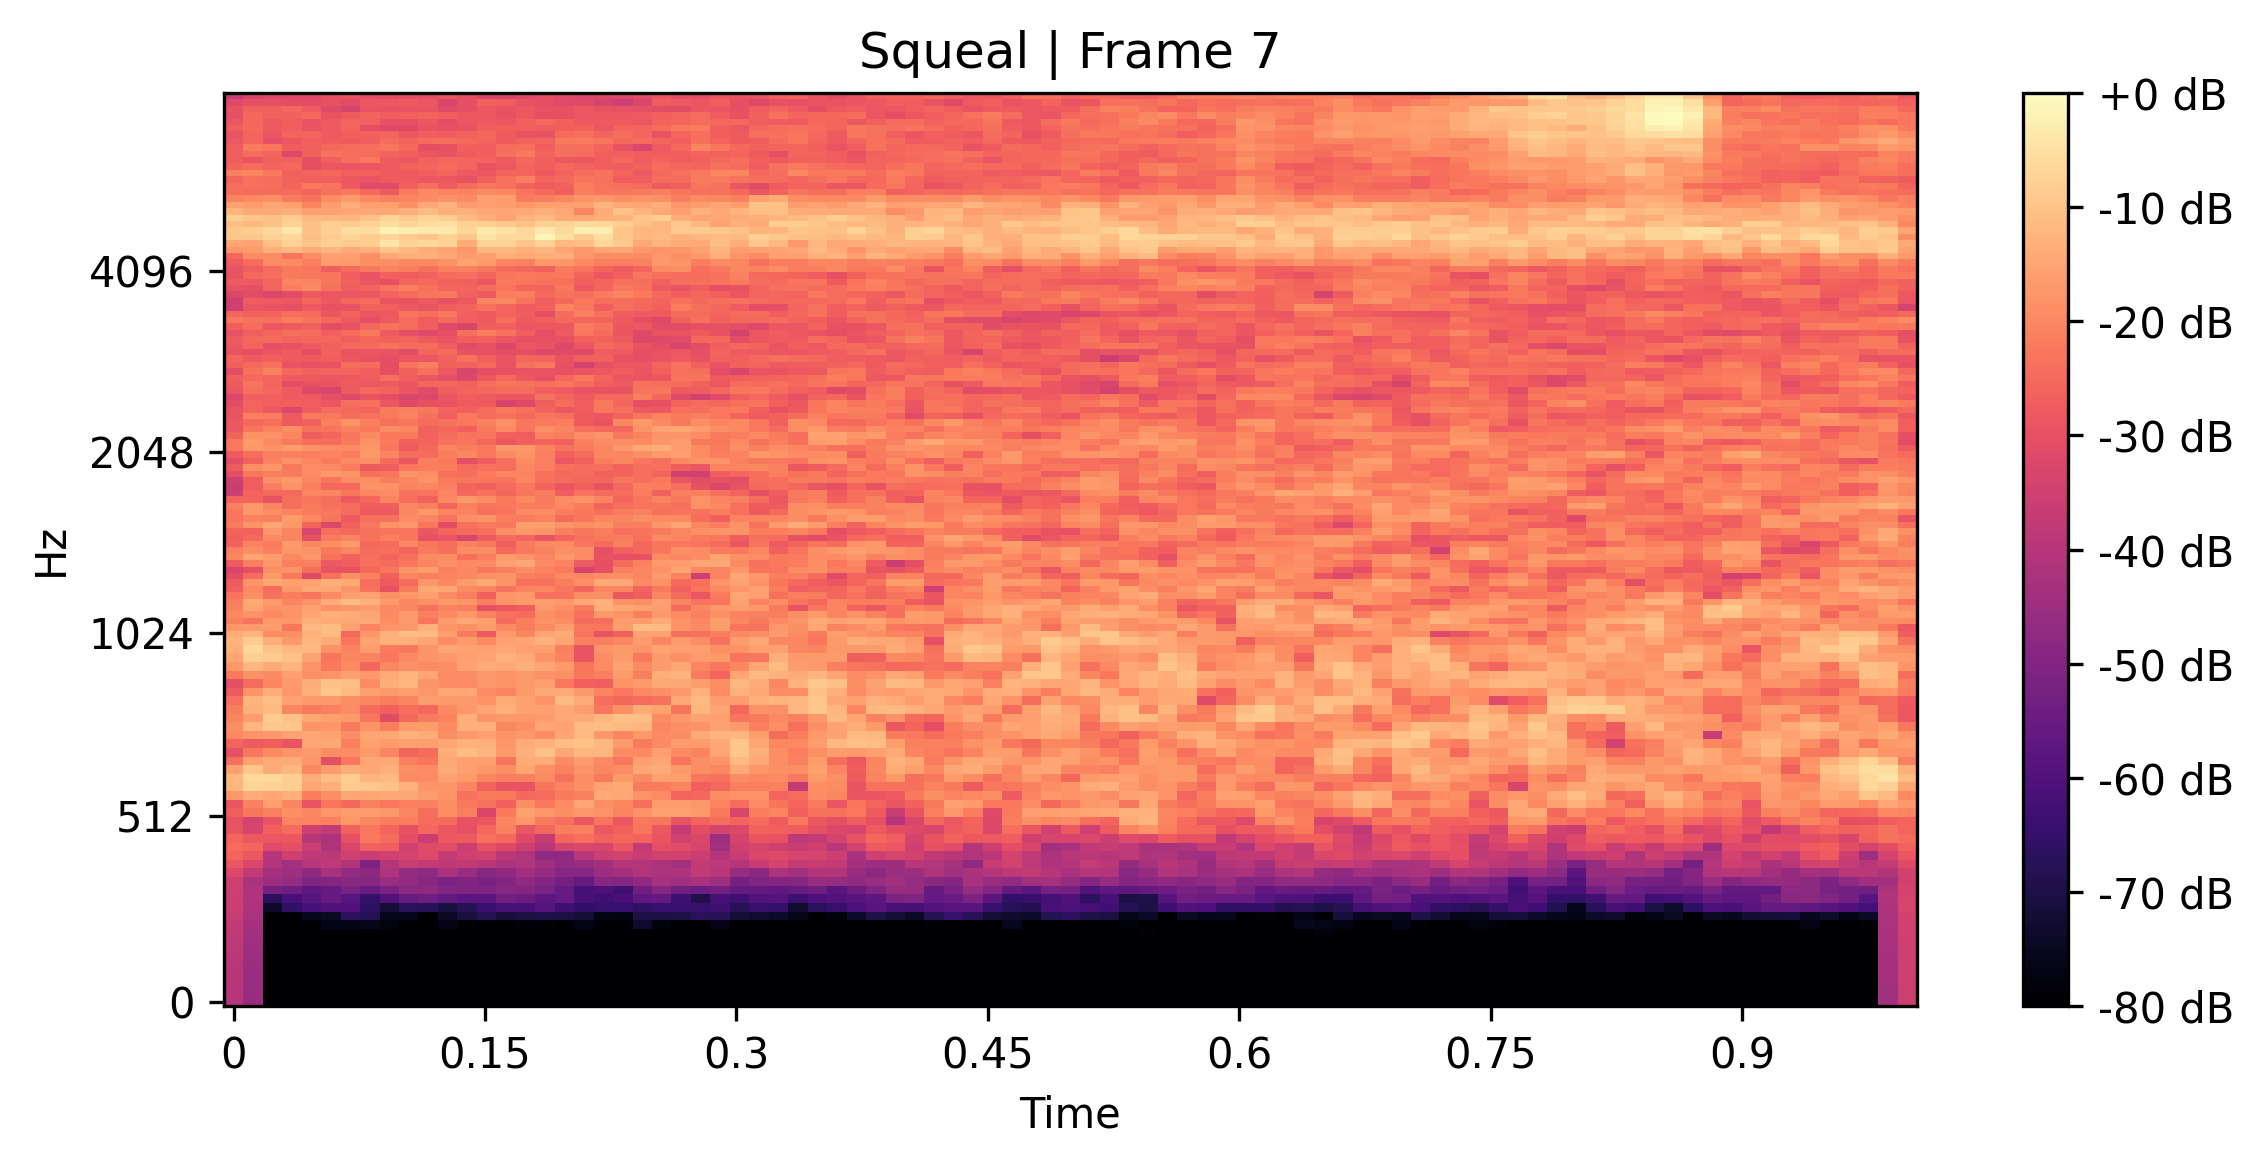 Squeal | Frame 7
+0 dB
-10 dB
-20 dB
-30 dB
-40 dB
-50 dB
-60 dB
-70 dB
-80 dB
Hz
4096
2048
1024
512
0
0 0.15 0.3 0.45 0.6 0.75 0.9
Time